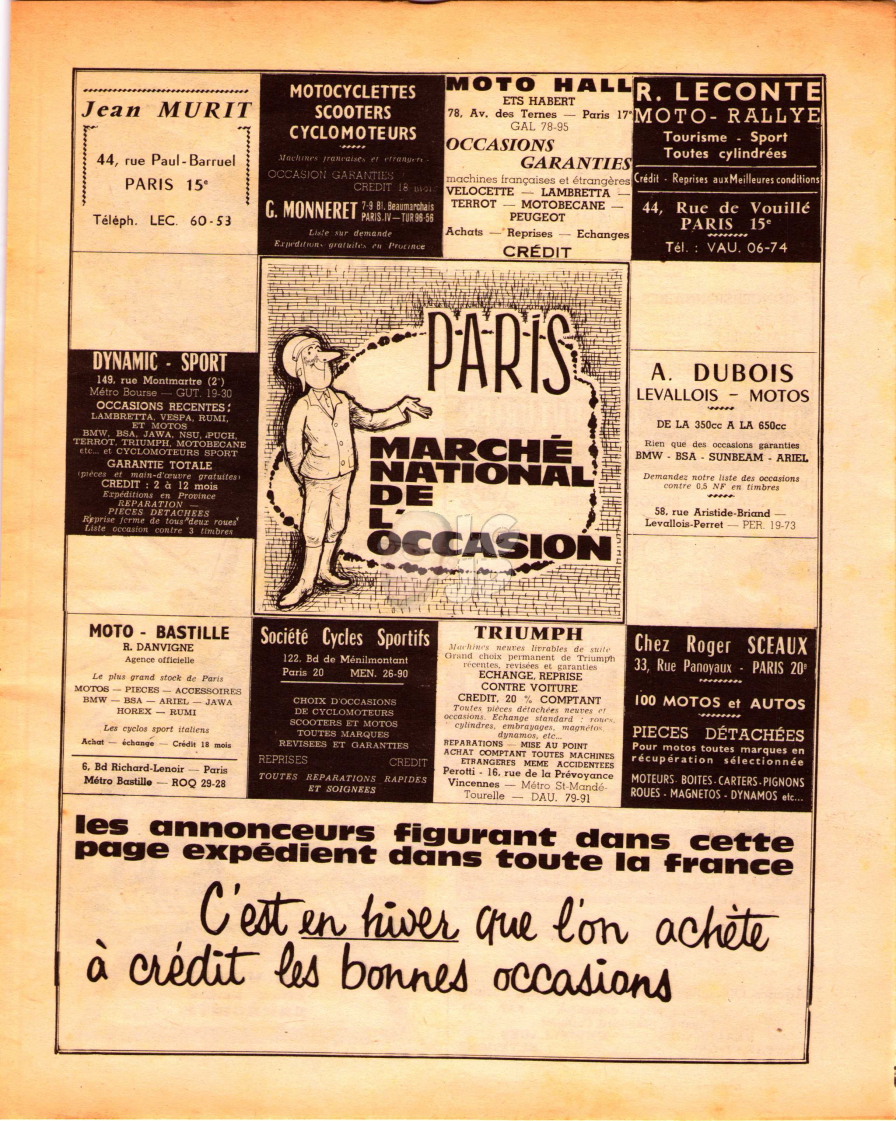 Jean MURIT
44, rue Paul-Barruel
PARIS 15e
Téléph. LEC. 60-53
MOTOCYCLETTES
SCOOTERS
CYCLOMOTEURS
Machines françaises et étrangères
OCCASION GARANTIES
CREDIT 18
G. MONNERET 7-9 Bl. Beaumarchais
PARIS-IV — TUR 96-56
Liste sur demande
Expéditions gratuites en Province
MOTO HALL
ETS HABERT
78, Av. des Ternes — Paris 17e
GAL 78-95
OCCASIONS
GARANTIES
machines françaises et étrangères
VELOCETTE — LAMBRETTA —
TERROT — MOTOBECANE —
PEUGEOT
Achats — Reprises — Echanges
CRÉDIT
R. LECONTE
MOTO - RALLYE
Tourisme - Sport
Toutes cylindrées
Crédit - Reprises aux Meilleures conditions
44, Rue de Vouillé
PARIS 15e
Tél. : VAU. 06-74
DYNAMIC - SPORT
149, rue Montmartre (2e)
Métro Bourse — GUT. 19-30
OCCASIONS RECENTES :
LAMBRETTA, VESPA, RUMI,
ET MOTOS
BMW, BSA, JAWA, NSU, PUCH,
TERROT, TRIUMPH, MOTOBECANE
etc... et CYCLOMOTEURS SPORT
GARANTIE TOTALE
(pièces et main-d'œuvre gratuites)
CREDIT : 2 à 12 mois
Expéditions en Province
REPARATION —
PIECES DETACHEES
Reprise ferme de tous "deux roues"
Liste occasion contre 3 timbres
PARIS
MARCHÉ
NATIONAL
DE
L'
OCCASION
A. DUBOIS
LEVALLOIS - MOTOS
DE LA 350cc A LA 650cc
Rien que des occasions garanties
BMW - BSA - SUNBEAM - ARIEL
Demandez notre liste des occasions
contre 0,5 NF en timbres
58, rue Aristide-Briand —
Levallois-Perret — PER. 19-73
MOTO - BASTILLE
R. DANVIGNE
Agence officielle
Le plus grand stock de Paris
MOTOS — PIECES — ACCESSOIRES
BMW — BSA — ARIEL — JAWA
HOREX — RUMI
Les cyclos sport italiens
Achat — échange — Crédit 18 mois
6, Bd Richard-Lenoir — Paris
Métro Bastille — ROQ 29-28
Société Cycles Sportifs
122, Bd de Ménilmontant
Paris 20 MEN. 26-90
CHOIX D'OCCASIONS
DE CYCLOMOTEURS
SCOOTERS ET MOTOS
TOUTES MARQUES
REVISEES ET GARANTIES
REPRISES CREDIT
TOUTES REPARATIONS RAPIDES
ET SOIGNEES
TRIUMPH
Machines neuves livrables de suite
Grand choix permanent de Triumph
récentes, revisées et garanties
ECHANGE, REPRISE
CONTRE VOITURE
CREDIT, 20 % COMPTANT
Toutes pièces détachées neuves et
occasions. Echange standard : roues,
cylindres, embrayages, magnétos,
dynamos, etc...
REPARATIONS — MISE AU POINT
ACHAT COMPTANT TOUTES MACHINES
ETRANGERES MEME ACCIDENTEES
Perotti - 16, rue de la Prévoyance
Vincennes — Métro St-Mandé-
Tourelle — DAU. 79-91
Chez Roger SCEAUX
33, Rue Panoyaux - PARIS 20e
100 MOTOS et AUTOS
PIECES DÉTACHÉES
Pour motos toutes marques en
récupération sélectionnée
MOTEURS-BOITES-CARTERS-PIGNONS
ROUES-MAGNETOS-DYNAMOS etc...
les annonceurs figurant dans cette
page expédient dans toute la france
C'est en hiver que l'on achète
à crédit les bonnes occasions